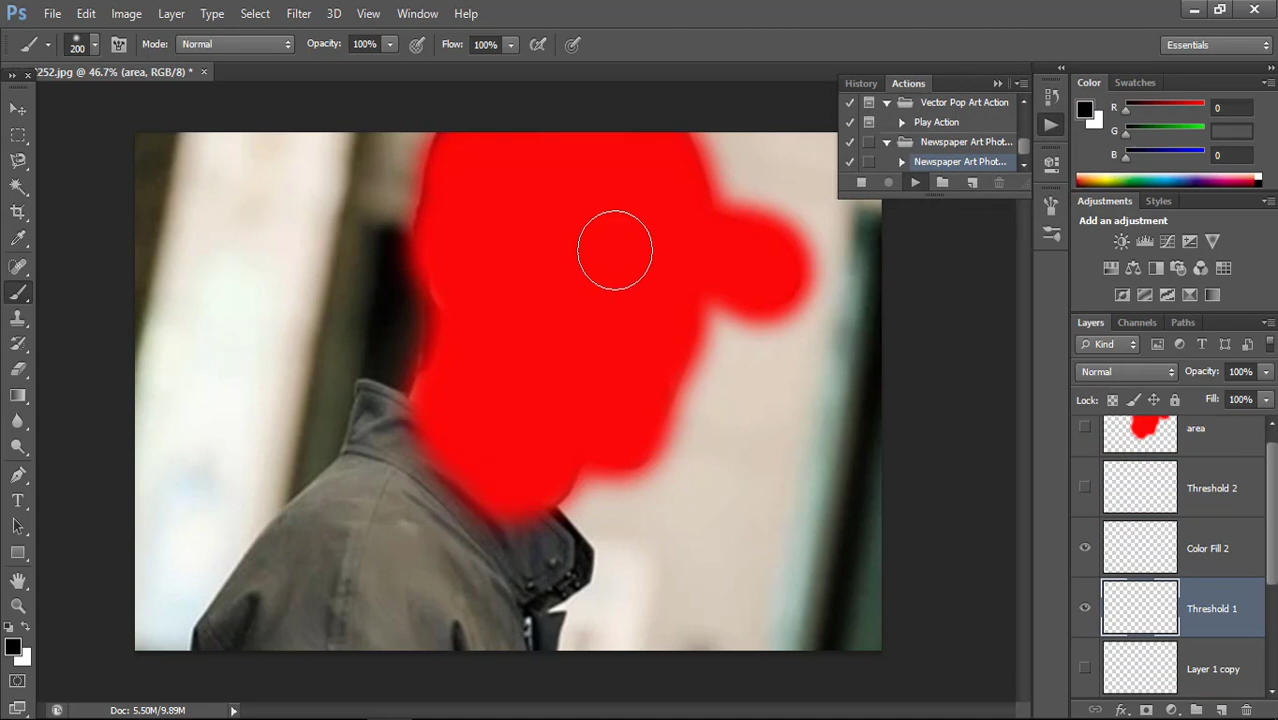 Ps File Edit Image Layer Type Select Filter 3D View Window Help
200 Mode: Normal Opacity: 100% Flow: 100% Essentials
252.jpg @ 46.7% (area, RGB/8) * ×
History Actions
Vector Pop Art Action
Play Action
Newspaper Art Phot...
Newspaper Art Phot...
Color Swatches
R 0
G
B 0
Adjustments Styles
Add an adjustment
Layers Channels Paths
Kind
Normal Opacity: 100%
Lock: Fill: 100%
area
Threshold 2
Color Fill 2
Threshold 1
Layer 1 copy
Doc: 5.50M/9.89M